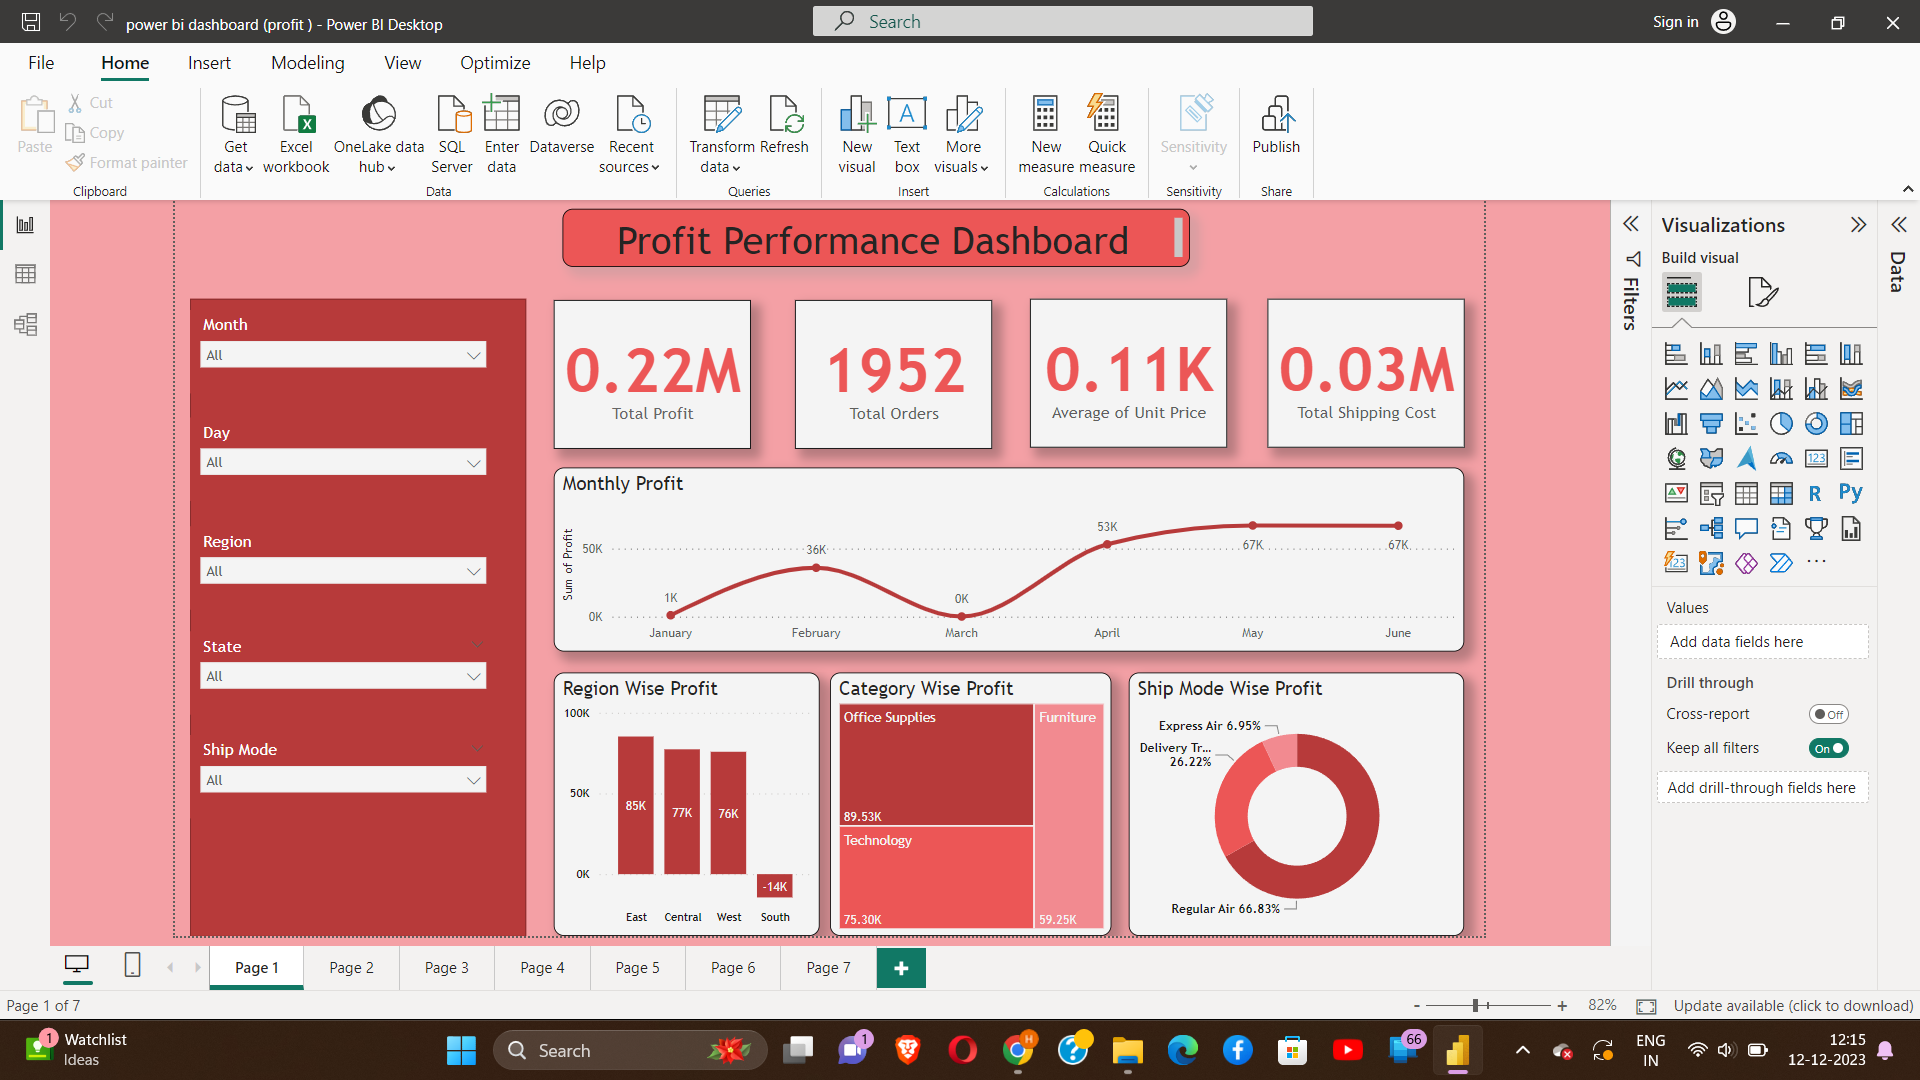 power bi dashboard (profit ) - Power BI Desktop
Search
Sign in
File
Home
Insert
Modeling
View
Optimize
Help
Paste
Cut
Copy
Format painter
Clipboard
Get
data
Excel
workbook
OneLake data
hub
SQL
Server
Enter
data
Dataverse
Recent
sources
Data
Transform
data
Refresh
Queries
New
visual
Text
box
More
visuals
Insert
New
measure
Quick
measure
Calculations
Sensitivity
Sensitivity
Publish
Share
Profit Performance Dashboard
Month
All
Day
All
Region
All
State
All
Ship Mode
All
0.22M
Total Profit
1952
Total Orders
0.11K
Average of Unit Price
0.03M
Total Shipping Cost
Monthly Profit
Sum of Profit
50K
0K
1K
36K
0K
53K
67K
67K
January
February
March
April
May
June
Region Wise Profit
100K
50K
0K
85K
77K
76K
-14K
East
Central
West
South
Category Wise Profit
Office Supplies
89.53K
Technology
75.30K
Furniture
59.25K
Ship Mode Wise Profit
Express Air 6.95%
Delivery Tr...
26.22%
Regular Air 66.83%
Filters
Visualizations
Build visual
123
R
Py
123
...
Values
Add data fields here
Drill through
Cross-report
Off
Keep all filters
On
Add drill-through fields here
Data
Page 1
Page 2
Page 3
Page 4
Page 5
Page 6
Page 7
+
Page 1 of 7
-
+
82%
Update available (click to download)
1
Watchlist
Ideas
Search
1
H
66
ENG
IN
12:15
12-12-2023